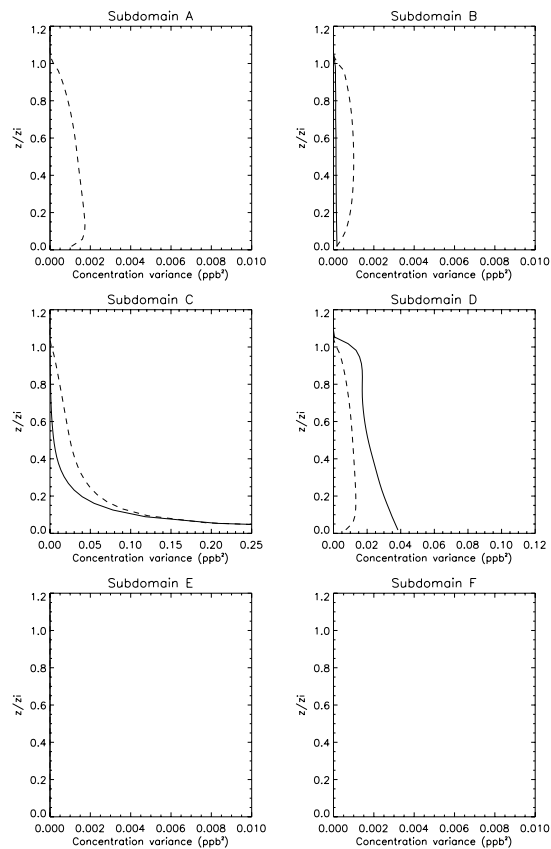 Subdomain A
Subdomain B
1.2
1.0
0.8
0.6
0.4
0.2
0.0
z/zi
0.000 0.002 0.004 0.006 0.008 0.010
Concentration variance (ppb²)
1.2
1.0
0.8
0.6
0.4
0.2
0.0
z/zi
0.000 0.002 0.004 0.006 0.008 0.010
Concentration variance (ppb²)
Subdomain C
Subdomain D
1.2
1.0
0.8
0.6
0.4
0.2
0.0
z/zi
0.00 0.05 0.10 0.15 0.20 0.25
Concentration variance (ppb²)
1.2
1.0
0.8
0.6
0.4
0.2
0.0
z/zi
0.00 0.02 0.04 0.06 0.08 0.10 0.12
Concentration variance (ppb²)
Subdomain E
Subdomain F
1.2
1.0
0.8
0.6
0.4
0.2
0.0
z/zi
0.000 0.002 0.004 0.006 0.008 0.010
Concentration variance (ppb²)
1.2
1.0
0.8
0.6
0.4
0.2
0.0
z/zi
0.000 0.002 0.004 0.006 0.008 0.010
Concentration variance (ppb²)